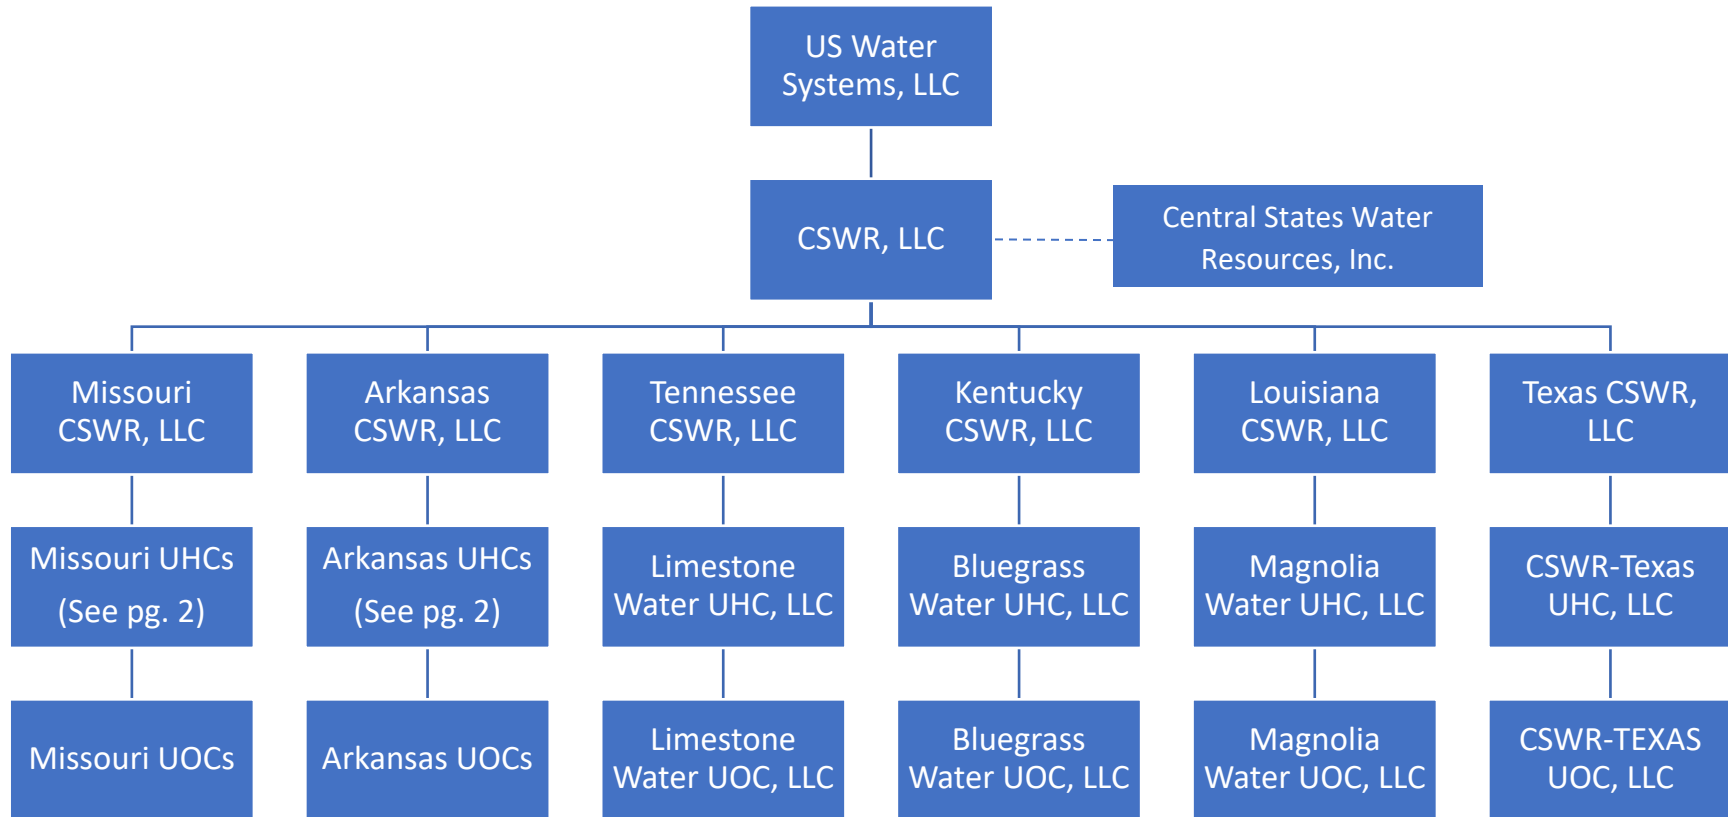 US Water
Systems, LLC
CSWR, LLC
Central States Water
Resources, Inc.
Missouri
CSWR, LLC
Arkansas
CSWR, LLC
Tennessee
CSWR, LLC
Kentucky
CSWR, LLC
Louisiana
CSWR, LLC
Texas CSWR,
LLC
Missouri UHCs
(See pg. 2)
Arkansas UHCs
(See pg. 2)
Limestone
Water UHC, LLC
Bluegrass
Water UHC, LLC
Magnolia
Water UHC, LLC
CSWR-Texas
UHC, LLC
Missouri UOCs
Arkansas UOCs
Limestone
Water UOC, LLC
Bluegrass
Water UOC, LLC
Magnolia
Water UOC, LLC
CSWR-TEXAS
UOC, LLC